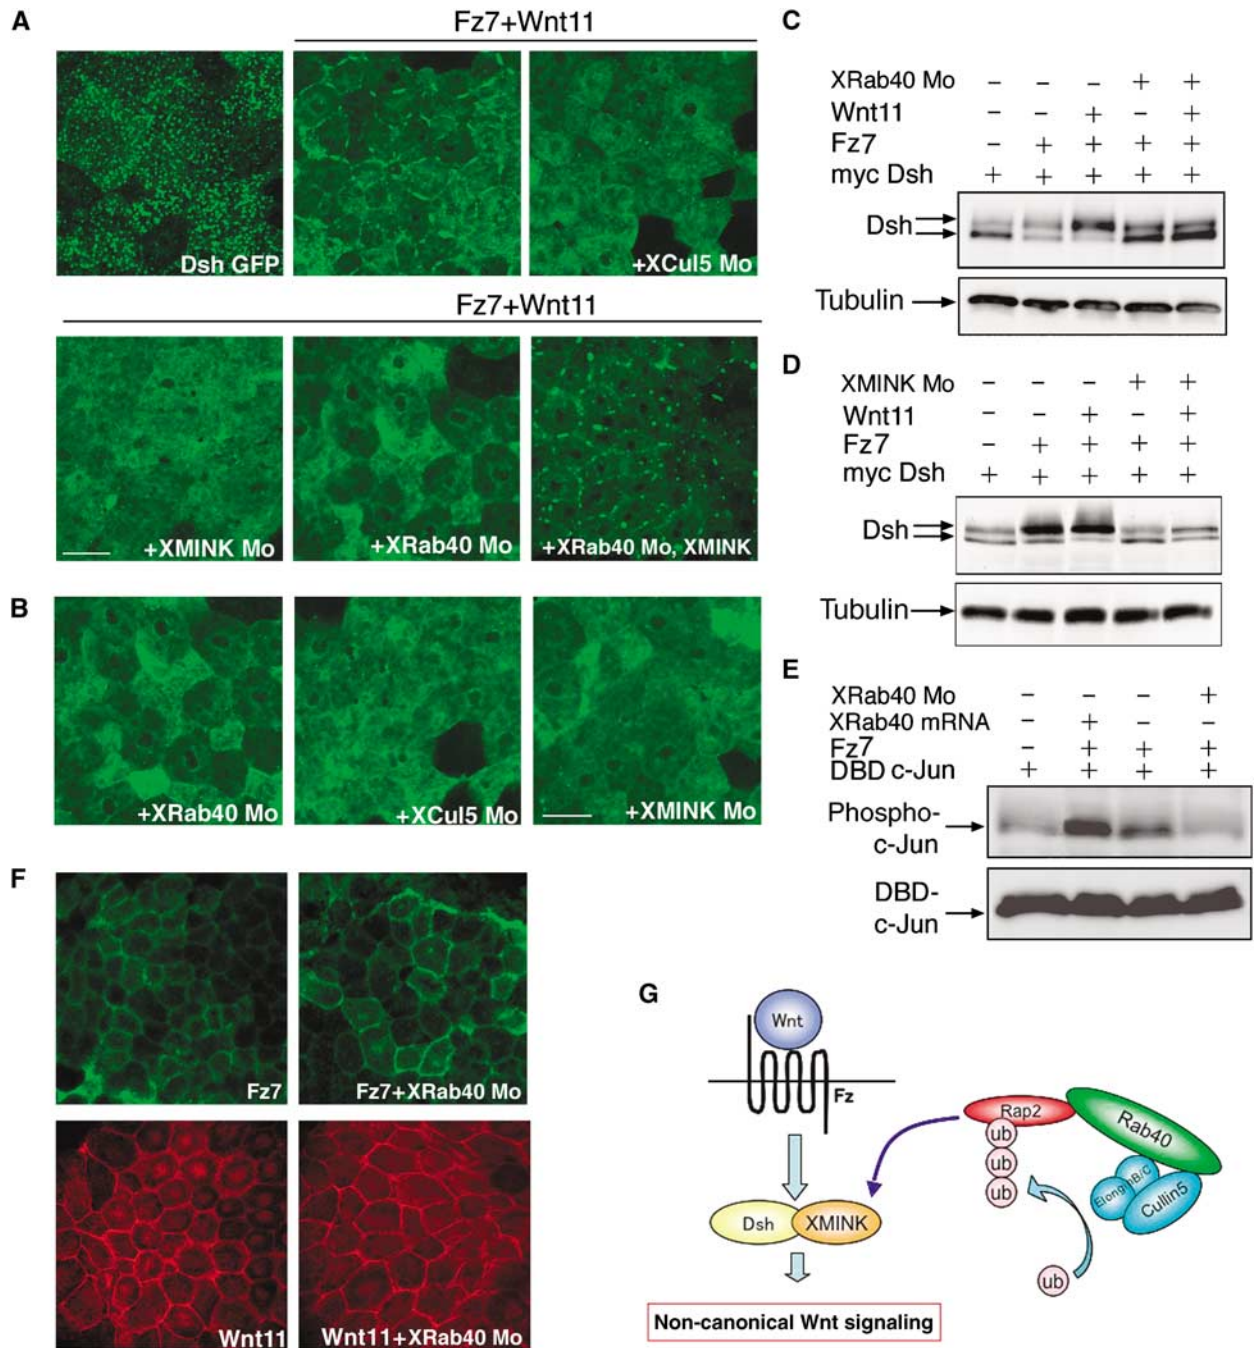 A
Fz7+Wnt11
Dsh GFP
+XCul5 Mo
Fz7+Wnt11
+XMINK Mo
+XRab40 Mo
+XRab40 Mo, XMINK
B
+XRab40 Mo
+XCul5 Mo
+XMINK Mo
F
Fz7
Fz7+XRab40 Mo
Wnt11
Wnt11+XRab40 Mo
C
XRab40 Mo – – – + +
Wnt11 – – + – +
Fz7 – + + + +
myc Dsh + + + + +
Dsh
Tubulin
D
XMINK Mo – – – + +
Wnt11 – – + – +
Fz7 – + + + +
myc Dsh + + + + +
Dsh
Tubulin
E
XRab40 Mo – – – +
XRab40 mRNA – + – –
Fz7 – + + +
DBD c-Jun + + + +
Phospho-
c-Jun
DBD-
c-Jun
G
Wnt
Fz
Rap2
Rab40
ub
ub
ub
ElonginB/C
Cullin5
Dsh
XMINK
ub
Non-canonical Wnt signaling